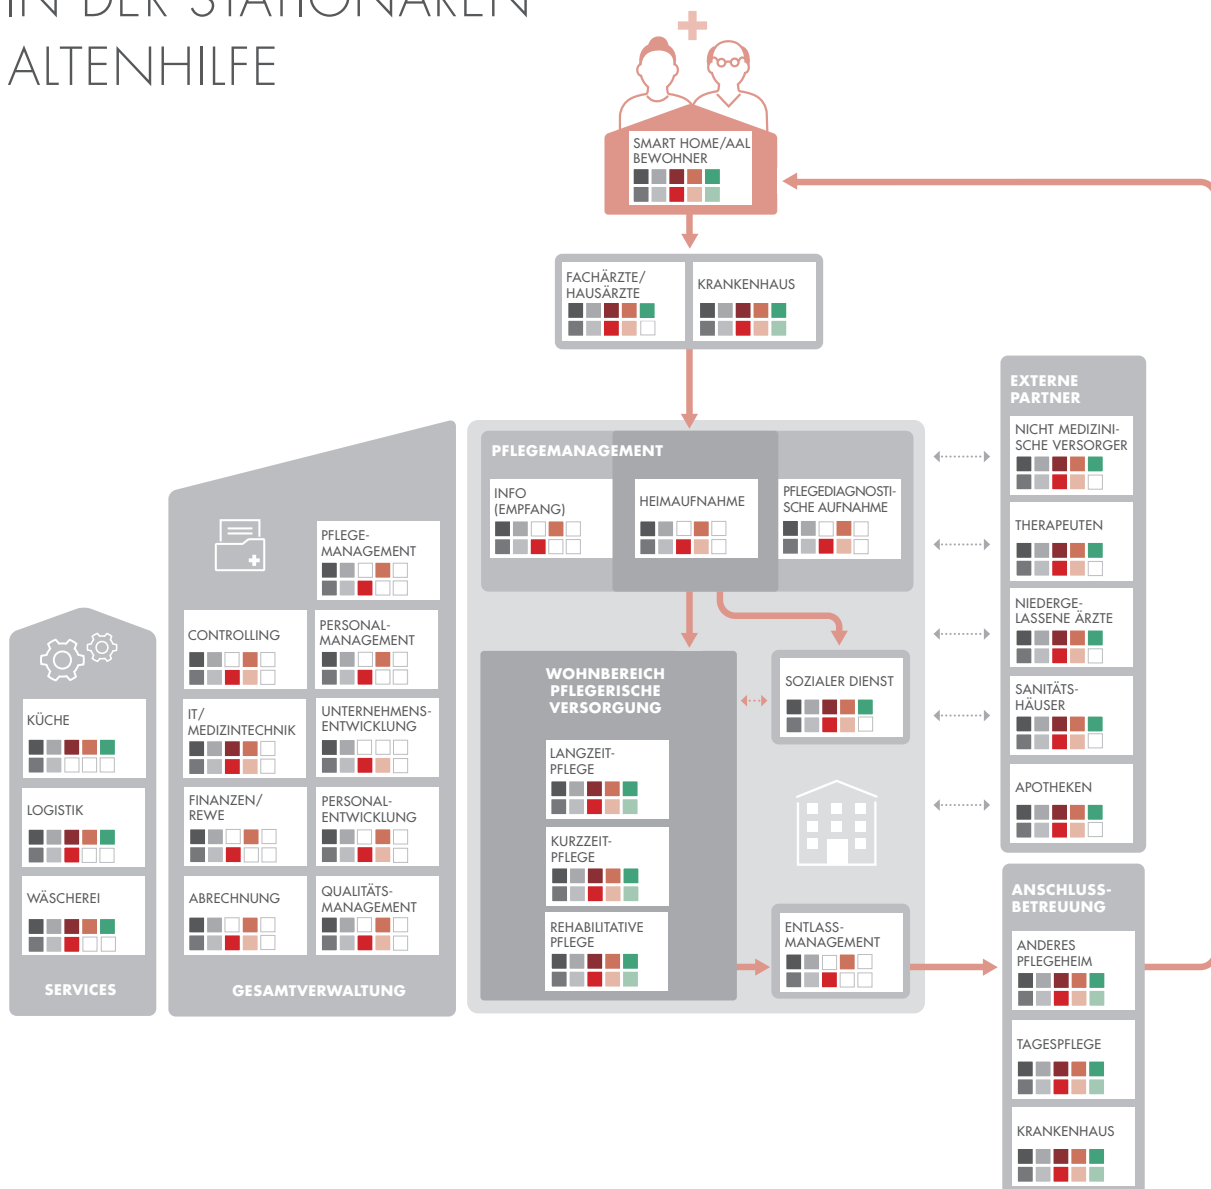 IN DER STATIONÄREN
ALTENHILFE
SMART HOME/AAL
BEWOHNER
FACHÄRZTE/
HAUSÄRZTE
KRANKENHAUS
EXTERNE
PARTNER
NICHT MEDIZINI-
SCHE VERSORGER
THERAPEUTEN
NIEDERGE-
LASSENE ÄRZTE
SANITÄTS-
HÄUSER
APOTHEKEN
PFLEGEMANAGEMENT
INFO
(EMPFANG)
HEIMAUFNAHME
PFLEGEDIAGNOSTI-
SCHE AUFNAHME
PFLEGE-
MANAGEMENT
CONTROLLING
PERSONAL-
MANAGEMENT
IT/
MEDIZINTECHNIK
UNTERNEHMENS-
ENTWICKLUNG
FINANZEN/
REWE
PERSONAL-
ENTWICKLUNG
ABRECHNUNG
QUALITÄTS-
MANAGEMENT
GESAMTVERWALTUNG
KÜCHE
LOGISTIK
WÄSCHEREI
SERVICES
WOHNBEREICH
PFLEGERISCHE
VERSORGUNG
LANGZEIT-
PFLEGE
KURZZEIT-
PFLEGE
REHABILITATIVE
PFLEGE
SOZIALER DIENST
ENTLASS-
MANAGEMENT
ANSCHLUSS-
BETREUUNG
ANDERES
PFLEGEHEIM
TAGESPFLEGE
KRANKENHAUS